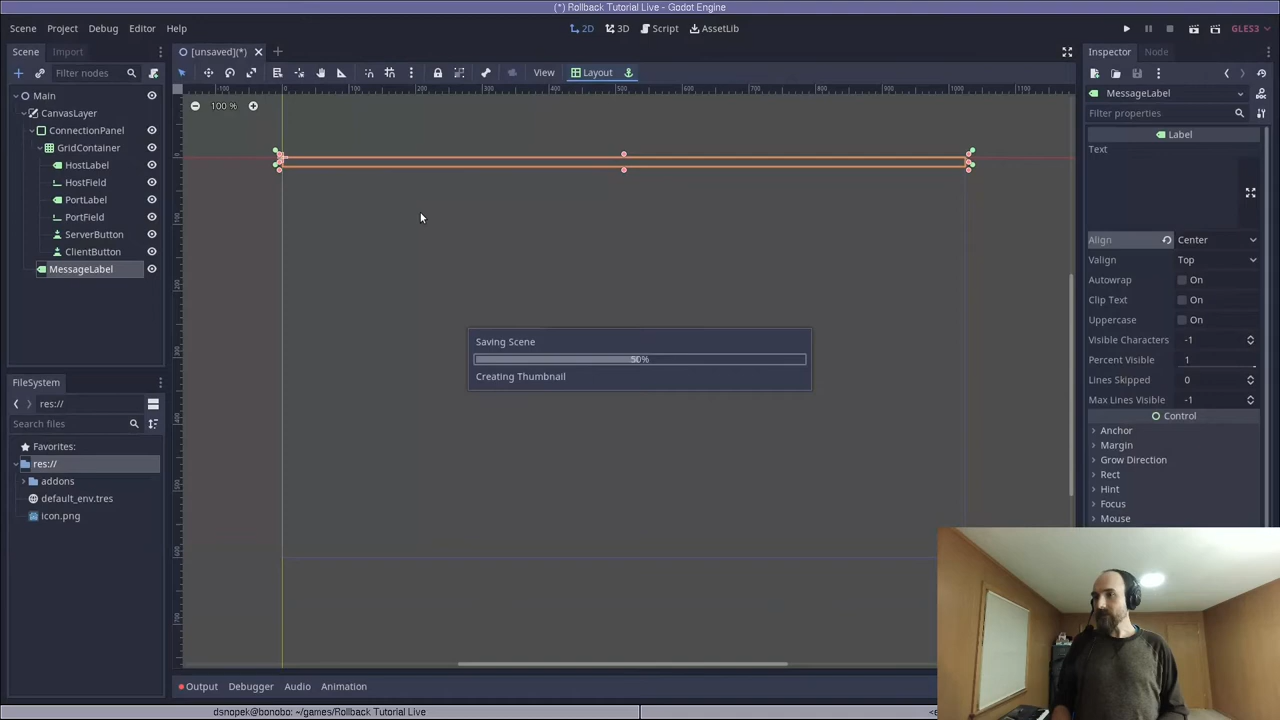 (*) Rollback Tutorial Live - Godot Engine
Scene Project Debug Editor Help
2D 3D Script AssetLib
GLES3
Scene Import
[unsaved](*)
Inspector Node
Filter nodes
View Layout
MessageLabel
Filter properties
100 %
Main
CanvasLayer
ConnectionPanel
GridContainer
HostLabel
HostField
PortLabel
PortField
ServerButton
ClientButton
MessageLabel
Label
Text
Align Center
Valign Top
Autowrap On
Clip Text On
Uppercase On
Visible Characters -1
Percent Visible 1
Lines Skipped 0
Max Lines Visible -1
Control
Anchor
Margin
Grow Direction
Rect
Hint
Focus
Mouse
Saving Scene
50%
Creating Thumbnail
FileSystem
res://
Search files
Favorites:
res://
addons
default_env.tres
icon.png
Output Debugger Audio Animation
dsnopek@bonobo: ~/games/Rollback Tutorial Live